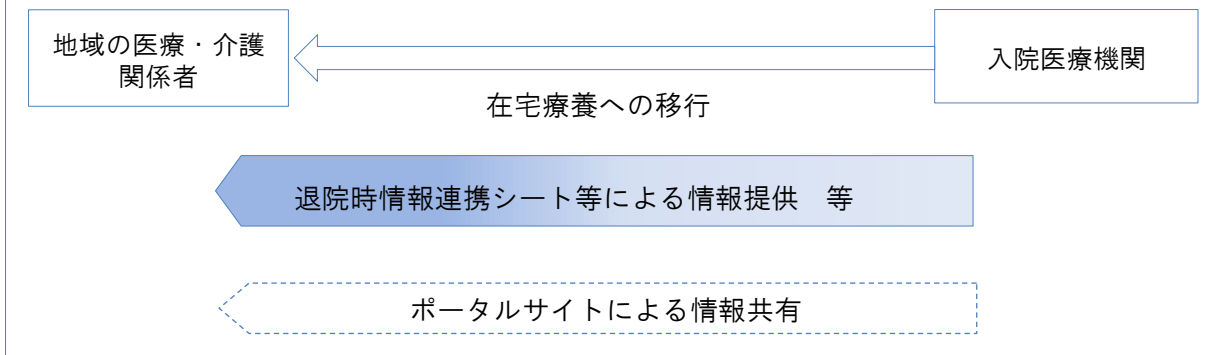 地域の医療・介護
関係者
入院医療機関
在宅療養への移行
退院時情報連携シート等による情報提供　等
ポータルサイトによる情報共有